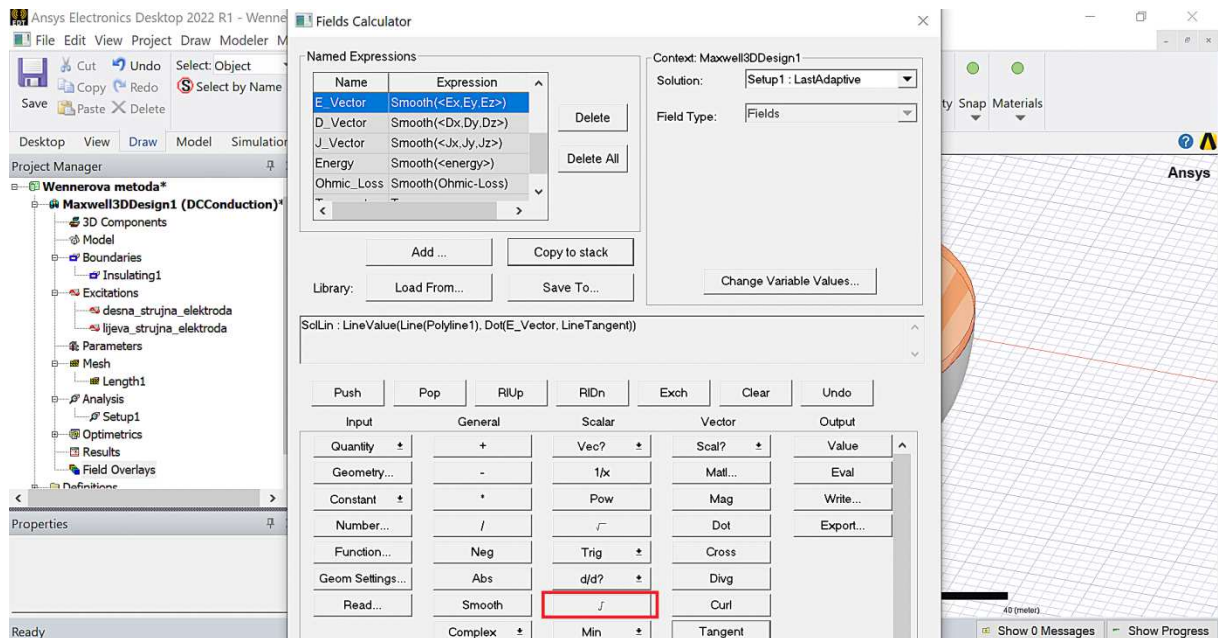 Ansys Electronics Desktop 2022 R1 - Wenne
File Edit View Project Draw Modeler M
Save
Cut Undo Select: Object
Copy Redo Select by Name
Paste Delete
Desktop View Draw Model Simulation
Project Manager
Wennerova metoda*
Maxwell3DDesign1 (DCConduction)*
3D Components
Model
Boundaries
Insulating1
Excitations
desna_strujna_elektroda
lijeva_strujna_elektroda
Parameters
Mesh
Length1
Analysis
Setup1
Optimetrics
Results
Field Overlays
Definitions
Properties
Ready
Fields Calculator
Named Expressions
Name Expression
E_Vector Smooth(<Ex,Ey,Ez>)
D_Vector Smooth(<Dx,Dy,Dz>)
J_Vector Smooth(<Jx,Jy,Jz>)
Energy Smooth(<energy>)
Ohmic_Loss Smooth(Ohmic-Loss)
Delete
Delete All
Add ... Copy to stack
Library: Load From... Save To...
Context: Maxwell3DDesign1
Solution: Setup1 : LastAdaptive
Field Type: Fields
Change Variable Values...
SclLin : LineValue(Line(Polyline1), Dot(E_Vector, LineTangent))
Push Pop RlUp RlDn Exch Clear Undo
Input General Scalar Vector Output
Quantity + Vec? Scal? Value
Geometry... - 1/x Matl... Eval
Constant * Pow Mag Write...
Number... / √ Dot Export...
Function... Neg Trig Cross
Geom Settings... Abs d/d? Divg
Read... Smooth ∫ Curl
Complex Min Tangent
ty Snap Materials
Ansys
40 (meter)
Show 0 Messages Show Progress